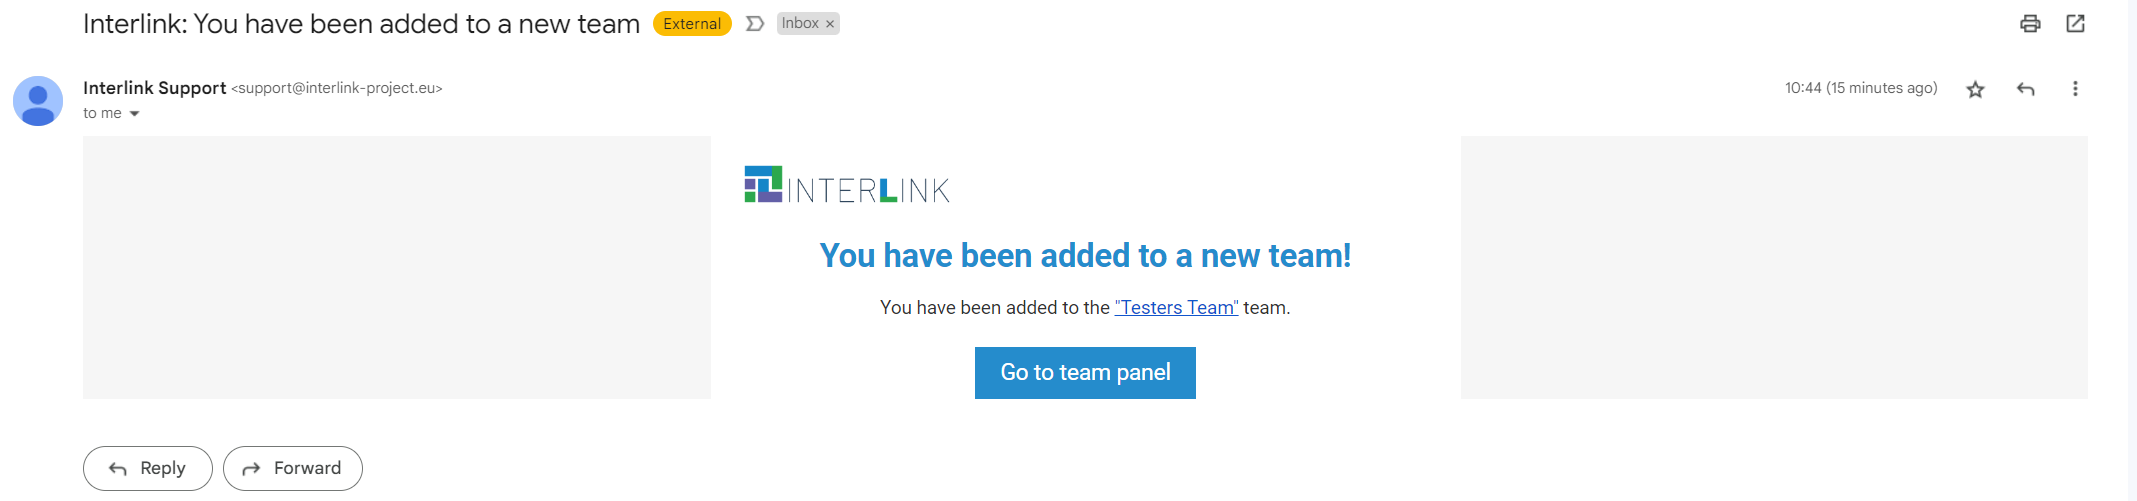 Interlink: You have been added to a new team External Inbox ×
Interlink Support <support@interlink-project.eu> 10:44 (15 minutes ago)
to me
INTERLINK
You have been added to a new team!
You have been added to the "Testers Team" team.
Go to team panel
Reply Forward